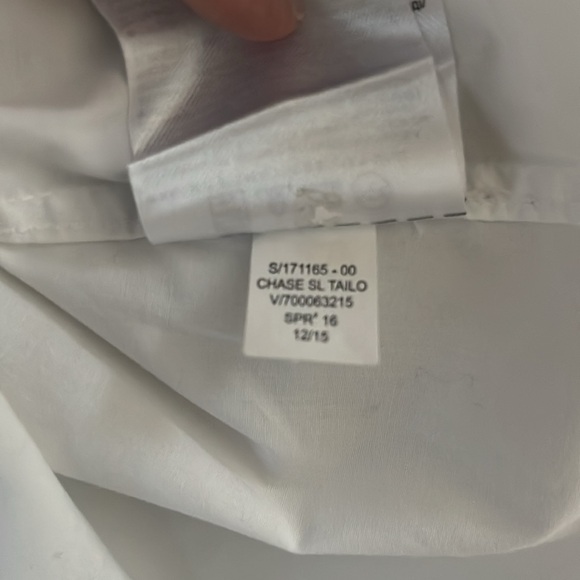 S/171165 - 00
CHASE SL TAILO
V/700063215
SPR* 16
12/15